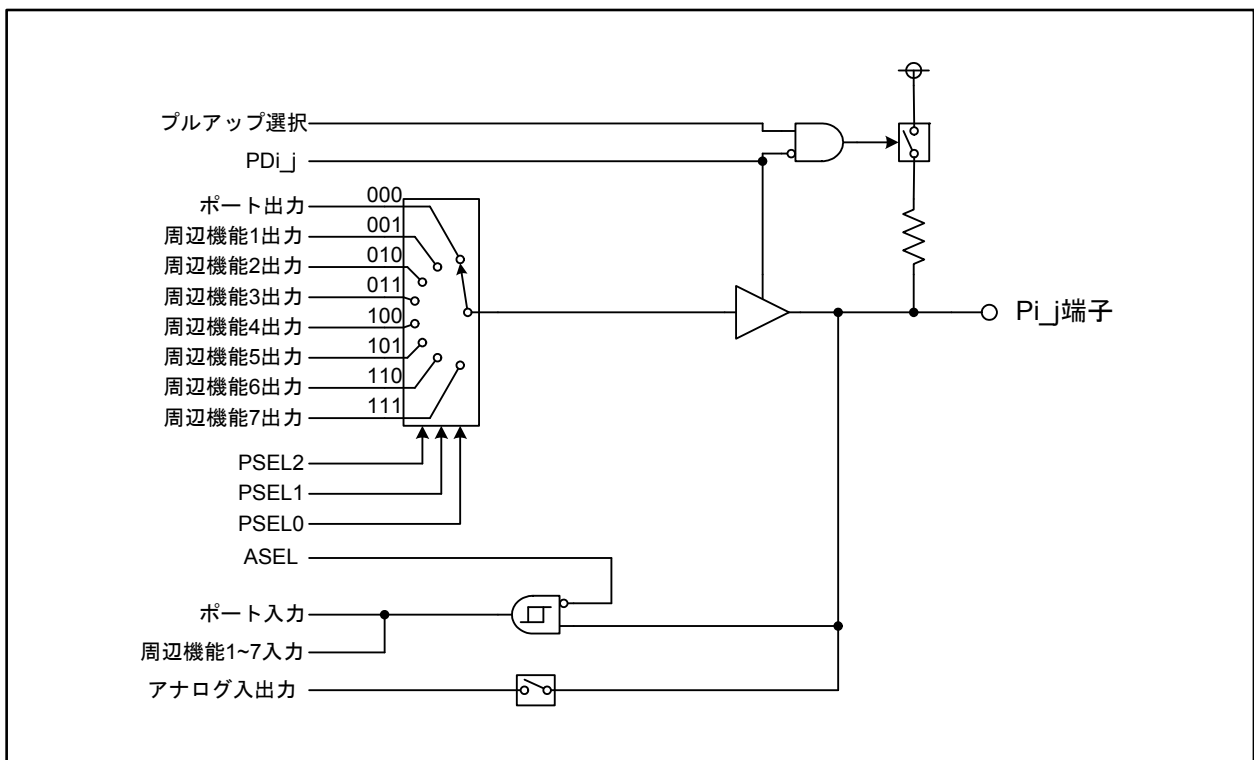 プルアップ選択
PDi_j
ポート出力 000
周辺機能1出力 001
周辺機能2出力 010
周辺機能3出力 011
周辺機能4出力 100
周辺機能5出力 101
周辺機能6出力 110
周辺機能7出力 111
Pi_j端子
PSEL2
PSEL1
PSEL0
ASEL
ポート入力
周辺機能1~7入力
アナログ入出力